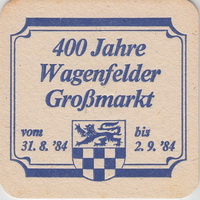 400 Jahre
Wagenfelder
Großmarkt
vom bis
31. 8. '84 2. 9. '84